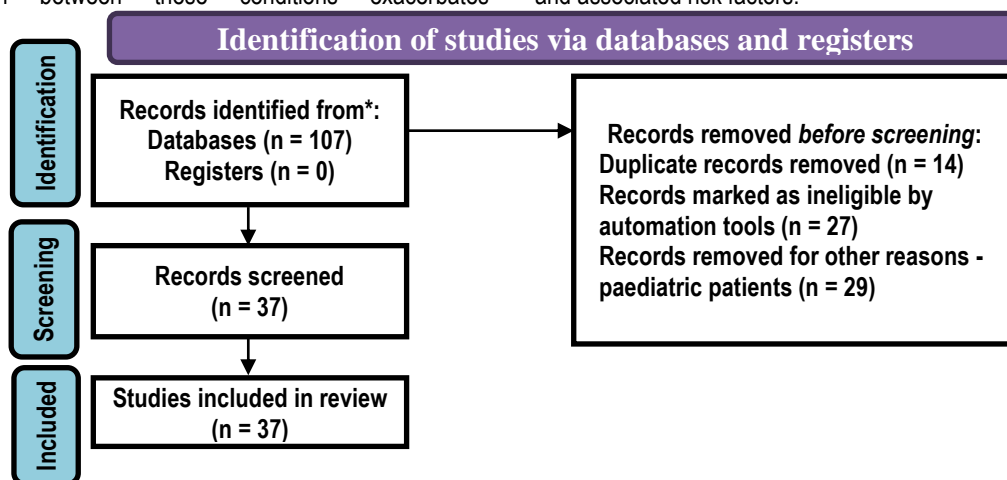 between these conditions exacerbates
and associated risk factors.
Identification of studies via databases and registers
Identification
Records identified from*:
Databases (n = 107)
Registers (n = 0)
Records removed before screening:
Duplicate records removed (n = 14)
Records marked as ineligible by
automation tools (n = 27)
Records removed for other reasons -
paediatric patients (n = 29)
Screening
Records screened
(n = 37)
Included
Studies included in review
(n = 37)